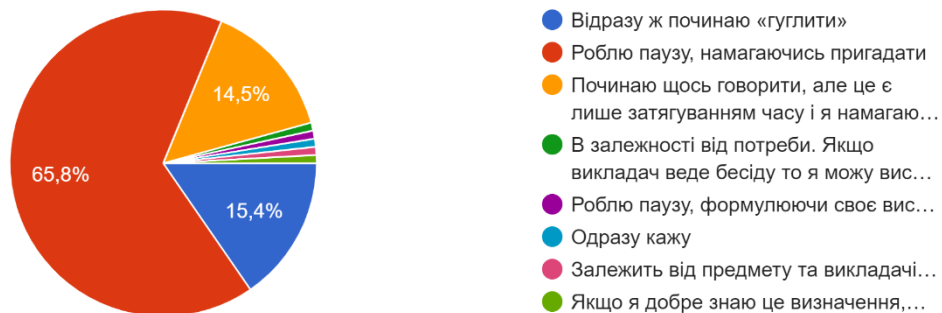 14,5%
65,8%
15,4%
Відразу ж починаю «гуглити»
Роблю паузу, намагаючись пригадати
Починаю щось говорити, але це є
лише затягуванням часу і я намагаю…
В залежності від потреби. Якщо
викладач веде бесіду то я можу вис…
Роблю паузу, формулюючи своє вис…
Одразу кажу
Залежить від предмету та викладачі…
Якщо я добре знаю це визначення,…